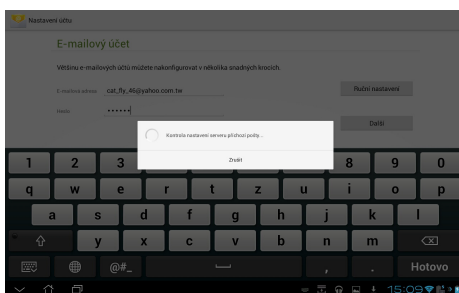 Nastavení účtu
E-mailový účet
Většinu e-mailových účtů můžete nakonfigurovat v několika snadných krocích.
E-mailová adresa cat_fly_46@yahoo.com.tw Ruční nastavení
Heslo ••••••
Další
Kontrola nastavení serveru příchozí pošty...
Zrušit
1 2 3 8 9 0
q w e r t z u i o p
a s d f g h j k l
y x c v b n m
@#_ , . Hotovo
15:09